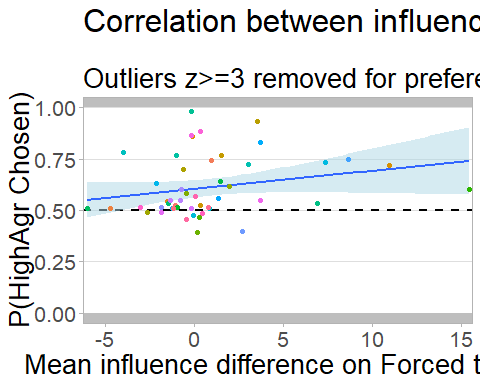 Correlation between influenc
Outliers z>=3 removed for prefere
P(HighAgr Chosen)
1.00
0.75
0.50
0.25
0.00
-5
0
5
10
15
Mean influence difference on Forced t